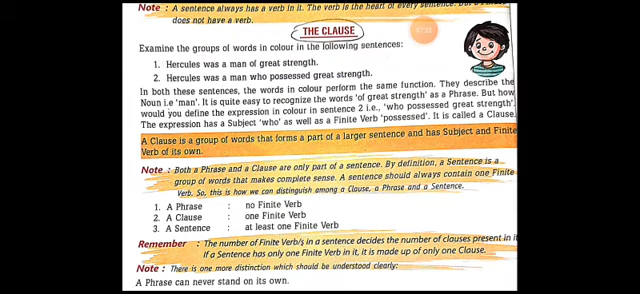 Note : A sentence always has a verb in it. The verb is the heart of every sentence. But a
does not have a verb.
THE CLAUSE
Examine the groups of words in colour in the following sentences:
1. Hercules was a man of great strength.
2. Hercules was a man who possessed great strength.
In both these sentences, the words in colour perform the same function. They describe the
Noun i.e 'man'. It is quite easy to recognize the words 'of great strength' as a Phrase. But how
would you define the expression in colour in sentence 2 i.e., 'who possessed great strength'.
The expression has a Subject 'who' as well as a Finite Verb 'possessed'. It is called a Clause.
A Clause is a group of words that forms a part of a larger sentence and has Subject and Finite
Verb of its own.
Note : Both a Phrase and a Clause are only part of a sentence. By definition, a Sentence is a
group of words that makes complete sense. A sentence should always contain one Finite
Verb. So, this is how we can distinguish among a Clause, a Phrase and a Sentence.
1. A Phrase : no Finite Verb
2. A Clause : one Finite Verb
3. A Sentence : at least one Finite Verb
Remember : The number of Finite Verb/s in a sentence decides the number of clauses present in it
If a Sentence has only one Finite Verb in it, it is made up of only one Clause.
Note : There is one more distinction which should be understood clearly:
A Phrase can never stand on its own.